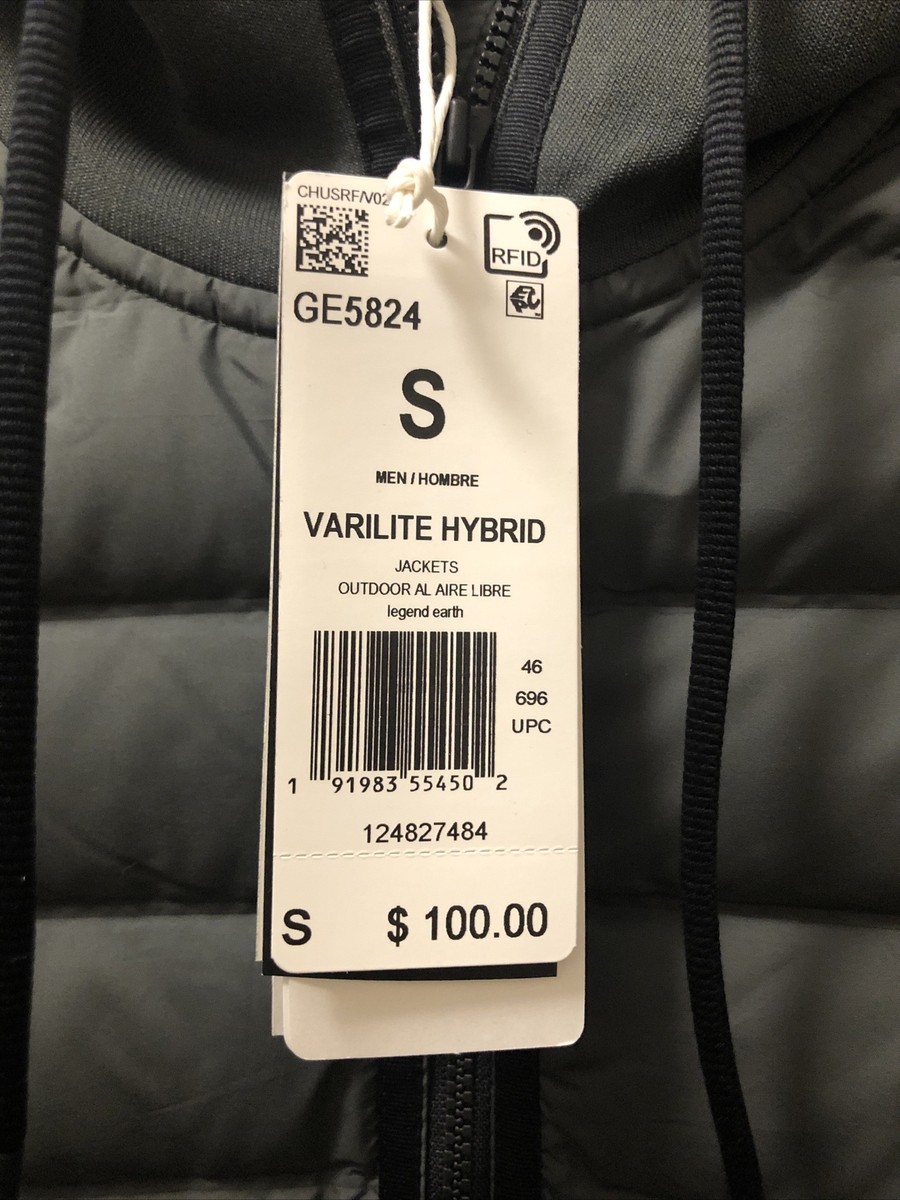 CHUSRF/V02
RFID
GE5824
S
MEN / HOMBRE
VARILITE HYBRID
JACKETS
OUTDOOR AL AIRE LIBRE
legend earth
46
696
UPC
1 91983 55450 2
124827484
S $ 100.00